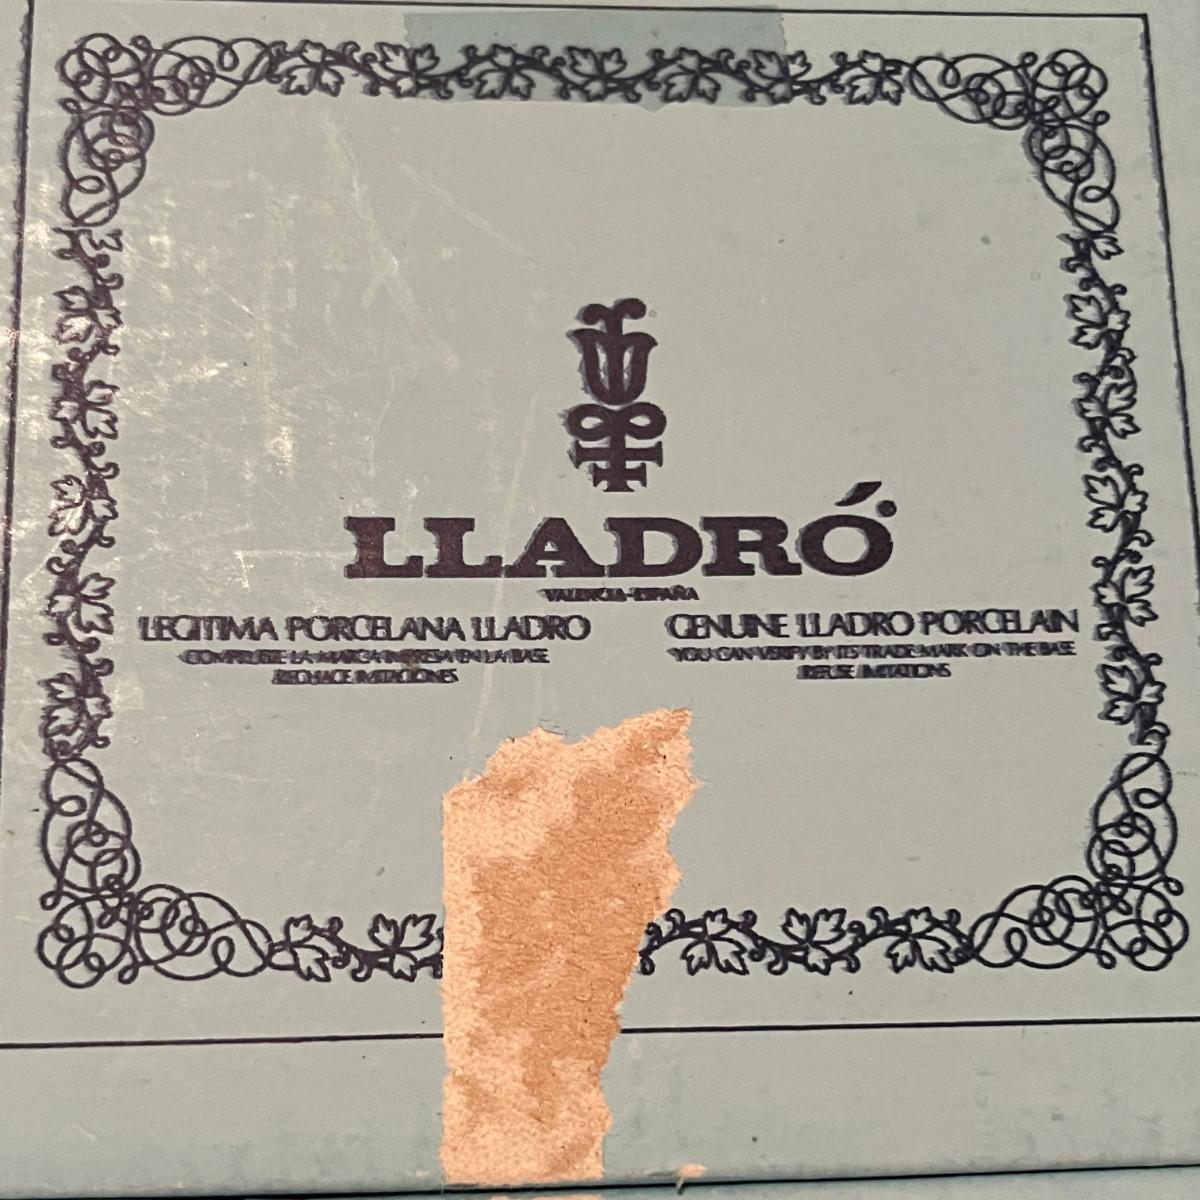 LLADRÓ
VALENCIA-ESPAÑA
LEGITIMA PORCELANA LLADRO
COMPRUEBE LA MARCA IMPRESA EN LA BASE
RECHACE IMITACIONES
GENUINE LLADRO PORCELAIN
YOU CAN VERIFY BY ITS TRADE MARK ON THE BASE
REFUSE IMITATIONS